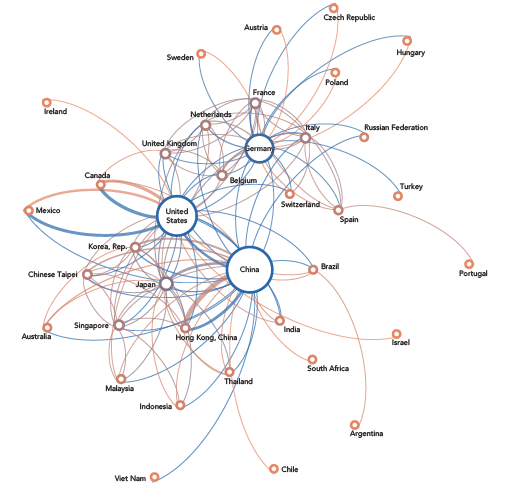 Czech Republic
Austria
Hungary
Sweden
Poland
France
Ireland
Netherlands
Italy
Russian Federation
United Kingdom
Germany
Canada
Belgium
Turkey
Switzerland
Mexico
United
States
Spain
Korea, Rep.
China
Brazil
Portugal
Chinese Taipei
Japan
Singapore
India
Australia
Hong Kong, China
Israel
South Africa
Malaysia
Thailand
Indonesia
Argentina
Chile
Viet Nam